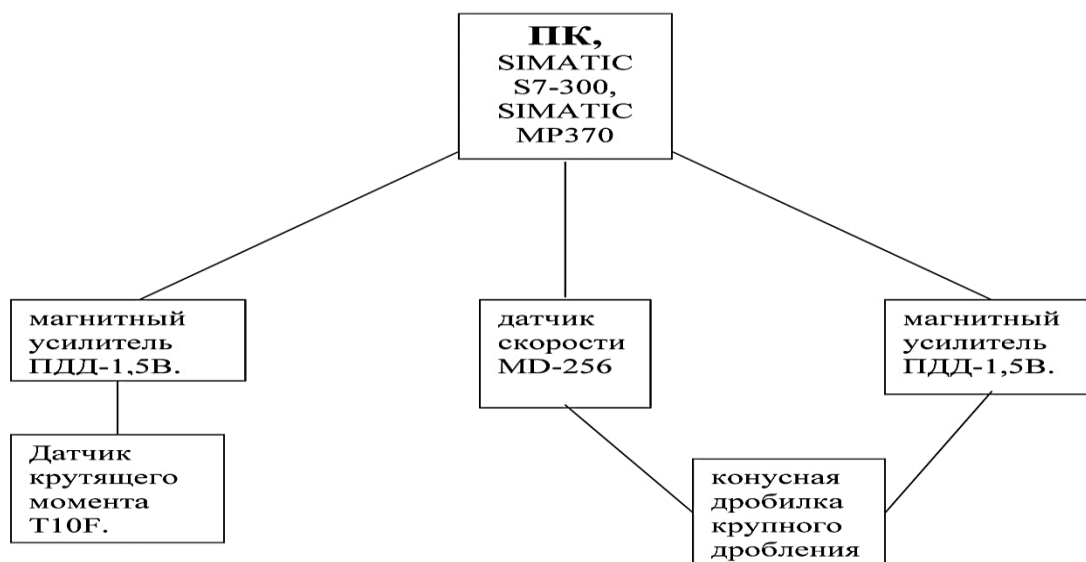 ПК,
SIMATIC
S7-300,
SIMATIC
MP370
магнитный
усилитель
ПДД-1,5В.
датчик
скорости
MD-256
магнитный
усилитель
ПДД-1,5В.
Датчик
крутящего
момента
T10F.
конусная
дробилка
крупного
дробления